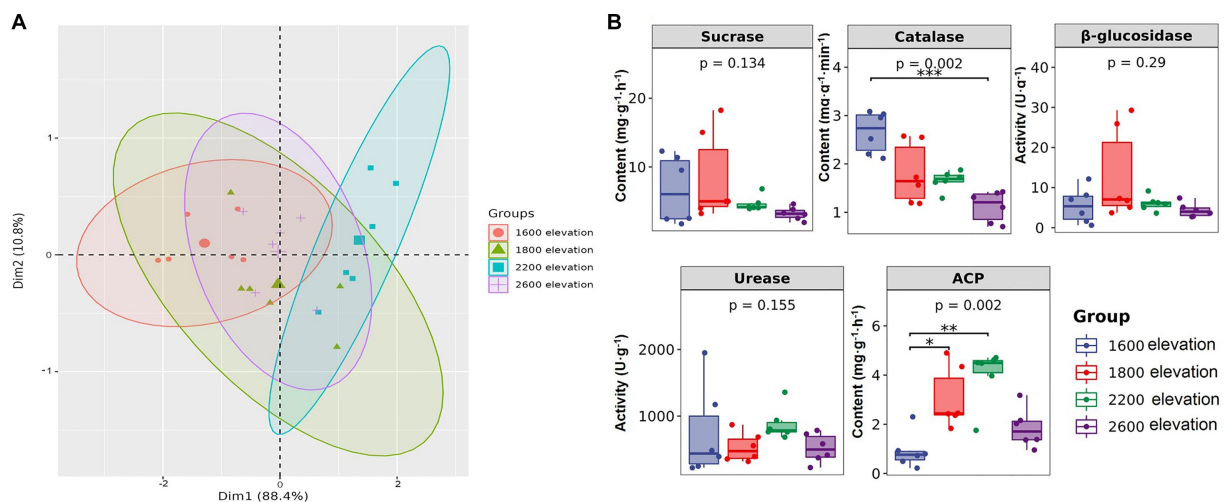 A
Dim2 (10.8%)
1
0
-1
-2
0
2
Dim1 (88.4%)
Groups
1600 elevation
1800 elevation
2200 elevation
2600 elevation
B
Sucrase
p = 0.134
Content (mg·g⁻¹·h⁻¹)
20
10
Catalase
p = 0.002
***
Content (mg·g⁻¹·min⁻¹)
4
3
2
1
β-glucosidase
p = 0.29
Activity (U·g⁻¹)
40
30
20
10
0
Urease
p = 0.155
Activity (U·g⁻¹)
2000
1000
ACP
p = 0.002
**
*
Content (mg·g⁻¹·h⁻¹)
6
4
2
0
Group
1600 elevation
1800 elevation
2200 elevation
2600 elevation